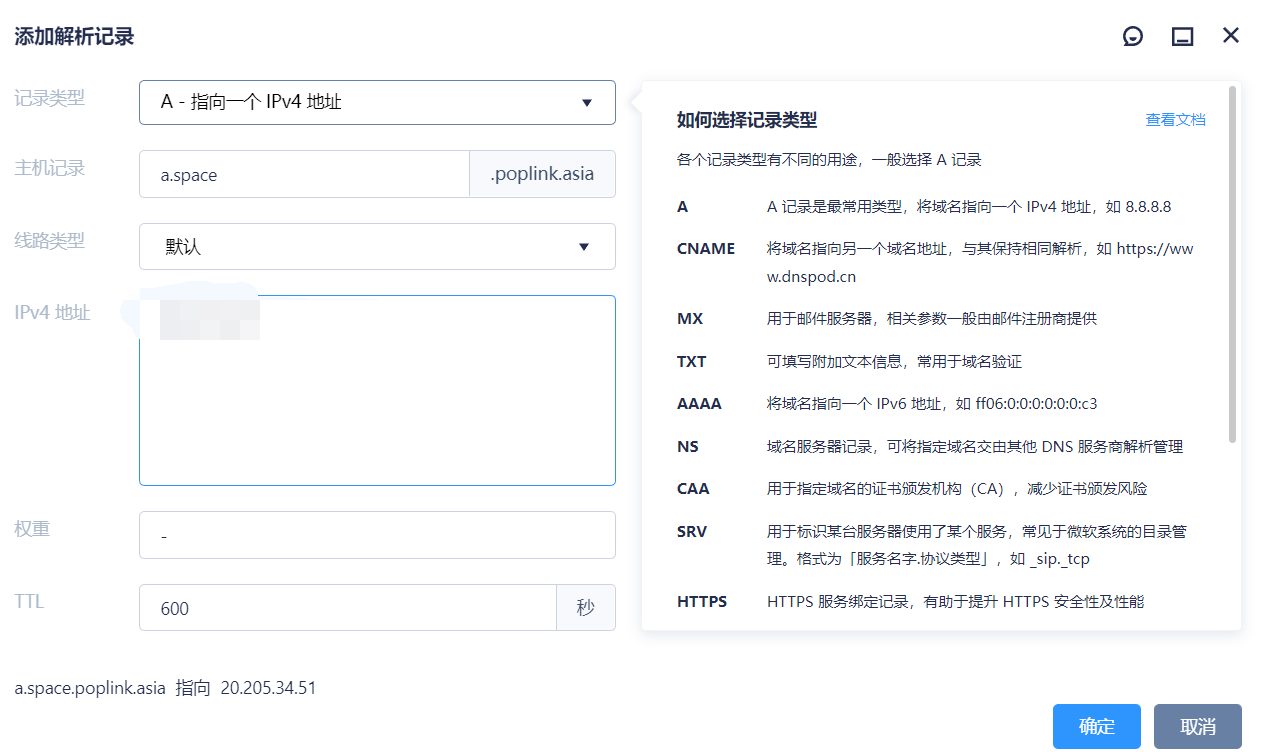 添加解析记录
记录类型
A - 指向一个 IPv4 地址
主机记录
a.space
.poplink.asia
线路类型
默认
IPv4 地址
权重
-
TTL
600
秒
如何选择记录类型
查看文档
各个记录类型有不同的用途，一般选择 A 记录
A
A 记录是最常用类型，将域名指向一个 IPv4 地址，如 8.8.8.8
CNAME
将域名指向另一个域名地址，与其保持相同解析，如 https://ww
w.dnspod.cn
MX
用于邮件服务器，相关参数一般由邮件注册商提供
TXT
可填写附加文本信息，常用于域名验证
AAAA
将域名指向一个 IPv6 地址，如 ff06:0:0:0:0:0:0:c3
NS
域名服务器记录，可将指定域名交由其他 DNS 服务商解析管理
CAA
用于指定域名的证书颁发机构（CA），减少证书颁发风险
SRV
用于标识某台服务器使用了某个服务，常见于微软系统的目录管
理。格式为「服务名字.协议类型」，如 _sip._tcp
HTTPS
HTTPS 服务绑定记录，有助于提升 HTTPS 安全性及性能
a.space.poplink.asia 指向 20.205.34.51
确定
取消